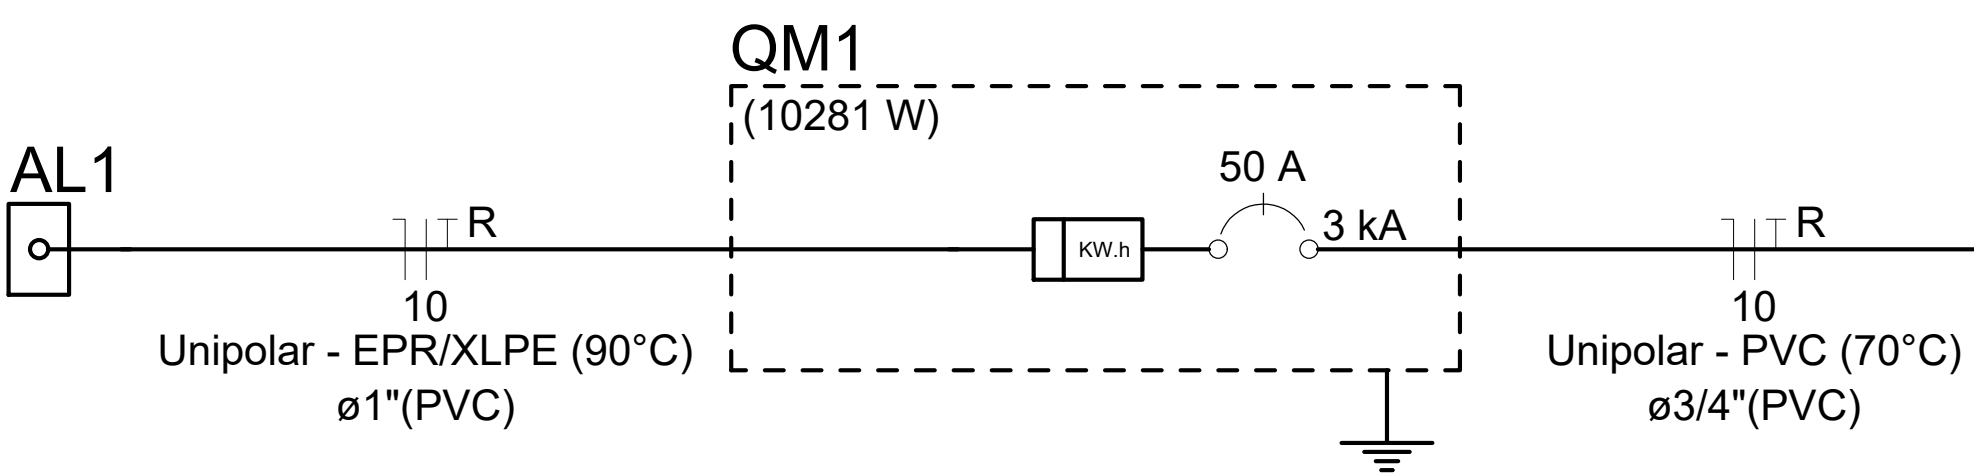 QM1
(10281 W)
AL1
50 A
R
3 kA
R
KW.h
10
10
Unipolar - EPR/XLPE (90°C)
Unipolar - PVC (70°C)
ø1"(PVC)
ø3/4"(PVC)